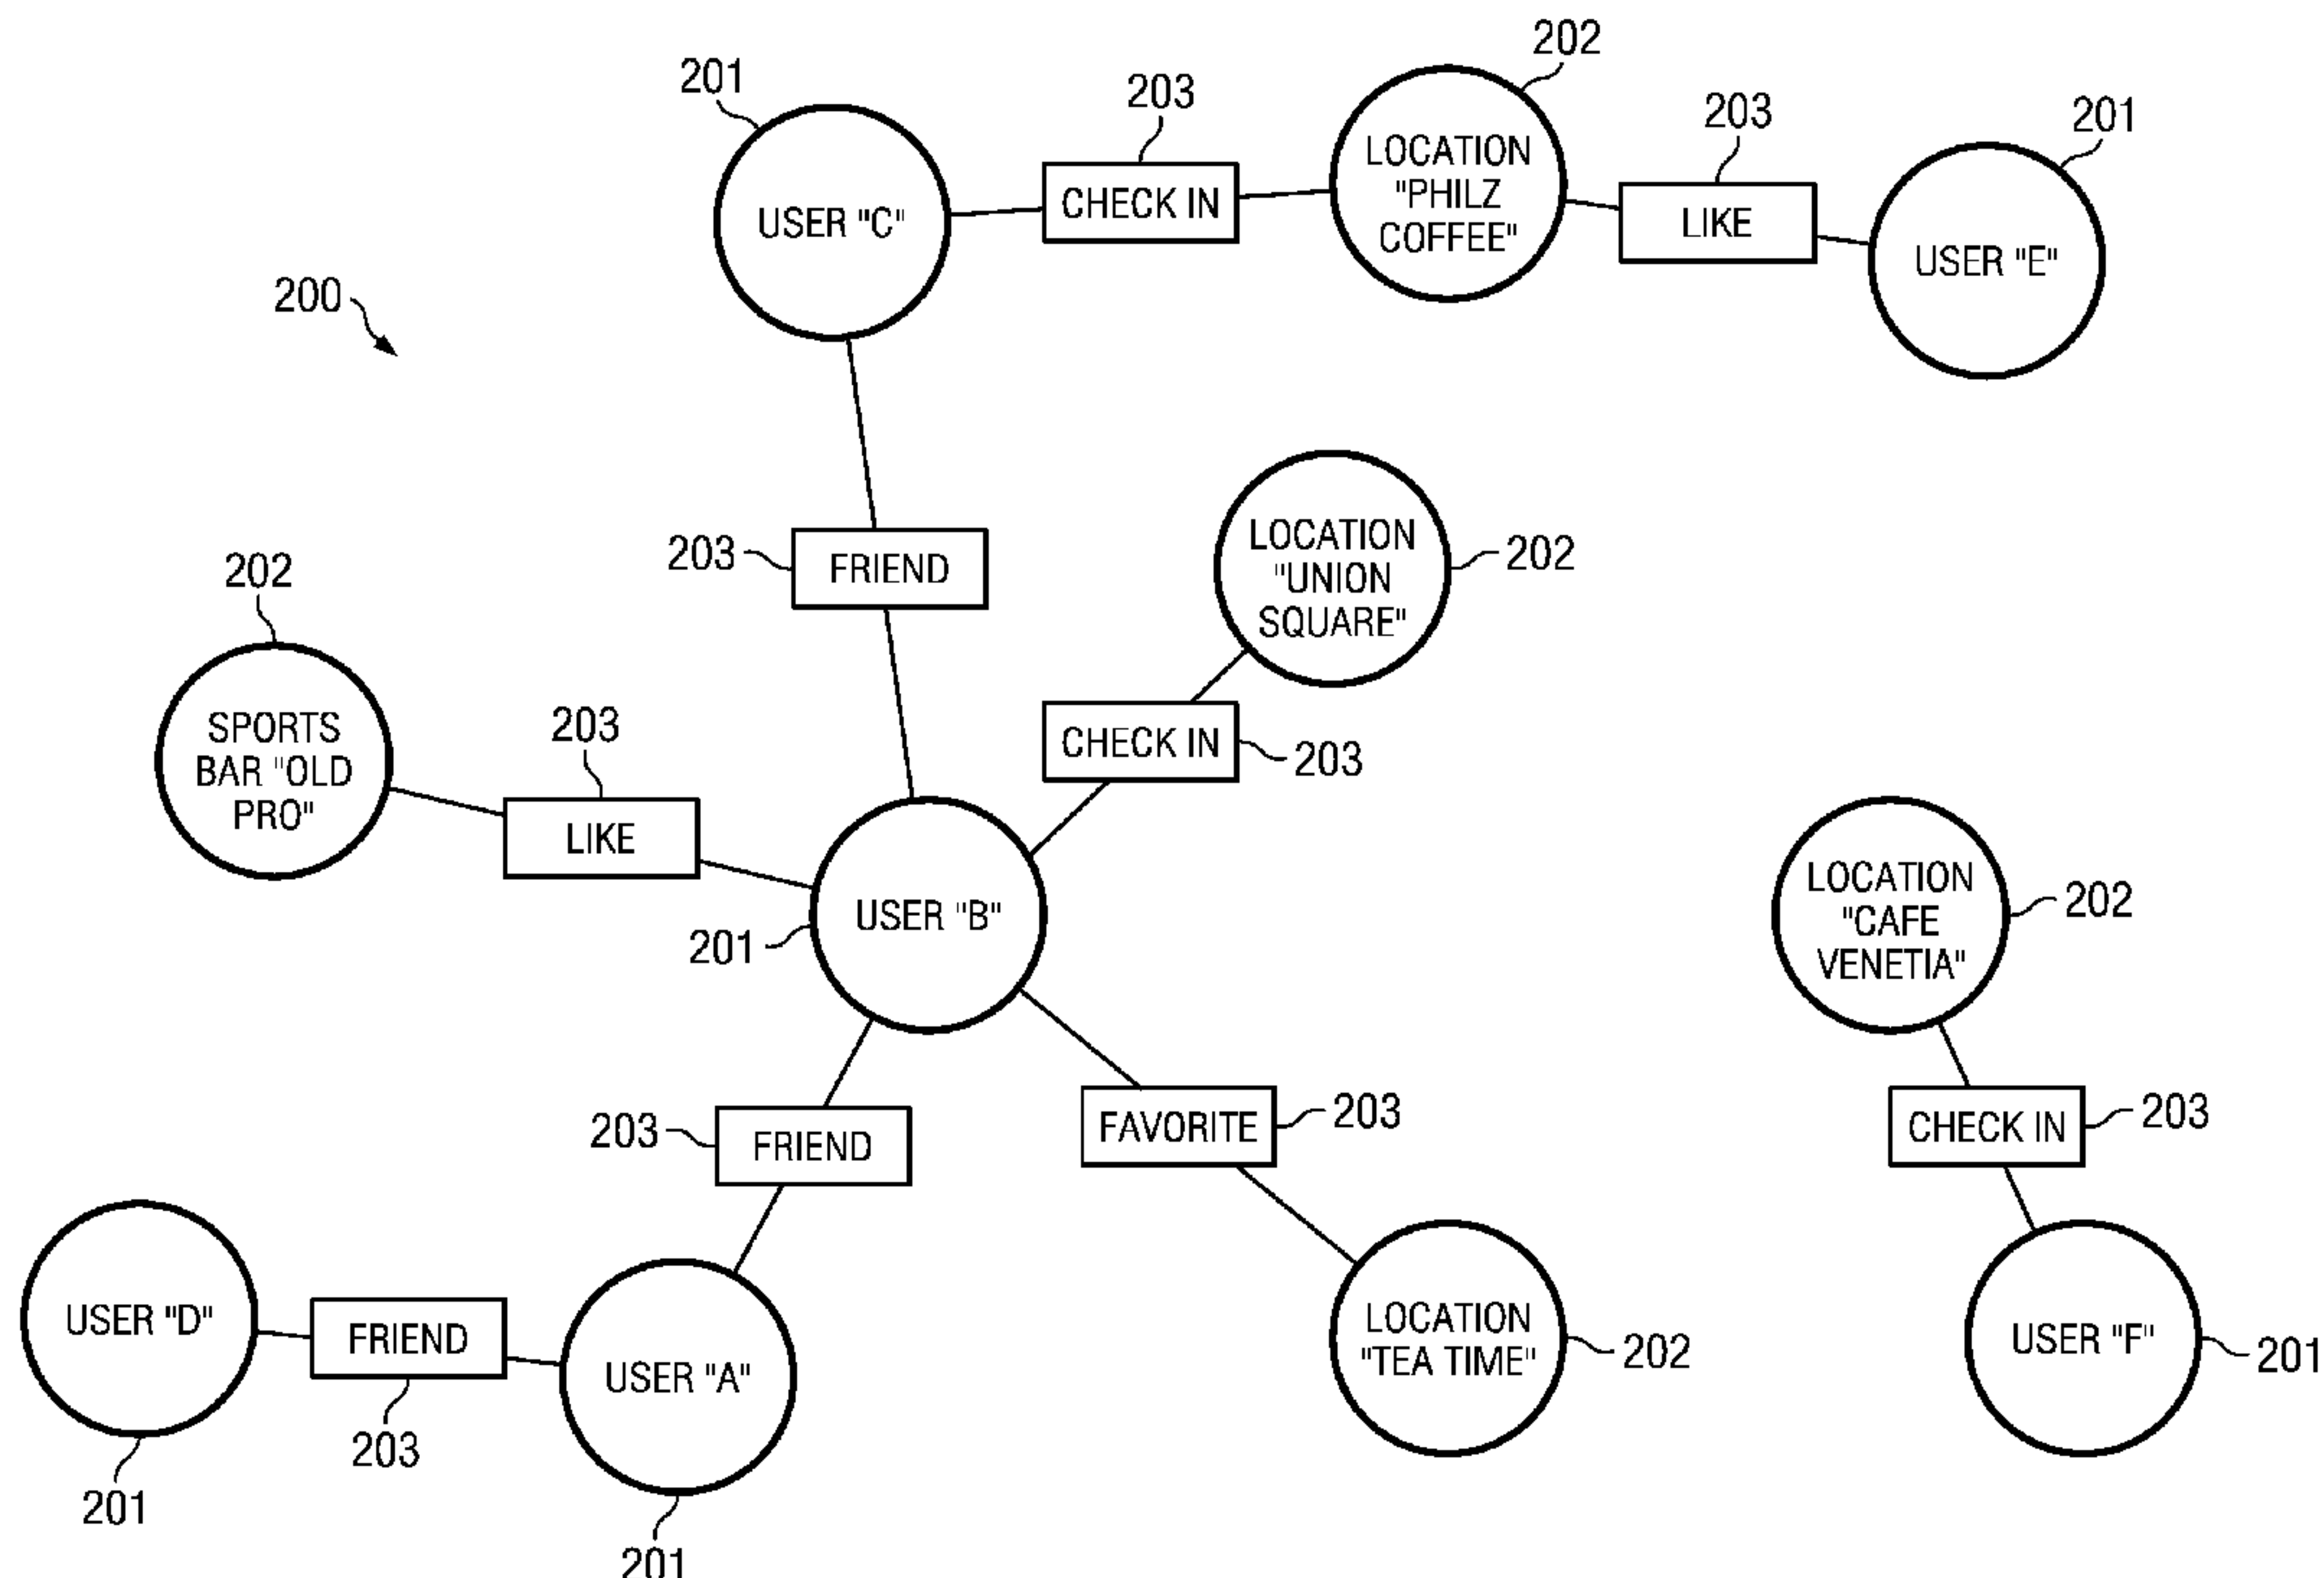 202
201
203
203
201
LOCATION
"PHILZ
COFFEE"
USER "C"
CHECK IN
LIKE
USER "E"
200
203
FRIEND
LOCATION
"UNION
SQUARE"
202
202
SPORTS
BAR "OLD
PRO"
203
LIKE
CHECK IN
203
USER "B"
201
LOCATION
"CAFE
VENETIA"
202
203
FRIEND
FAVORITE
203
CHECK IN
203
USER "D"
201
FRIEND
203
USER "A"
201
LOCATION
"TEA TIME"
202
USER "F"
201